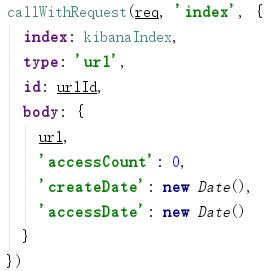 callWithRequest(req, 'index', {
index: kibanaIndex,
type: 'url',
id: urlId,
body: {
url,
'accessCount': 0,
'createDate': new Date(),
'accessDate': new Date()
}
})